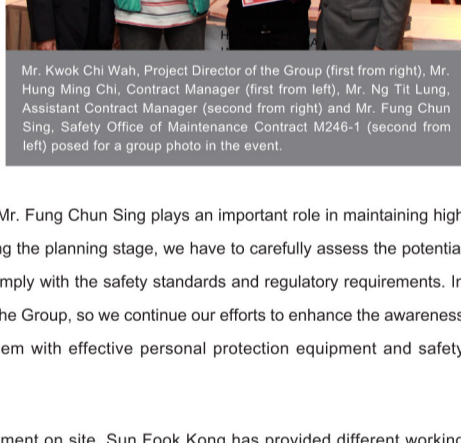 Mr. Kwok Chi Wah, Project Director of the Group (first from right), Mr.
Hung Ming Chi, Contract Manager (first from left), Mr. Ng Tit Lung,
Assistant Contract Manager (second from right) and Mr. Fung Chun
Sing, Safety Office of Maintenance Contract M246-1 (second from
left) posed for a group photo in the event.
Mr. Fung Chun Sing plays an important role in maintaining high
the planning stage, we have to carefully assess the potentia
mply with the safety standards and regulatory requirements. In
he Group, so we continue our efforts to enhance the awareness
em with effective personal protection equipment and safety
ment on site, Sun Fook Kong has provided different working